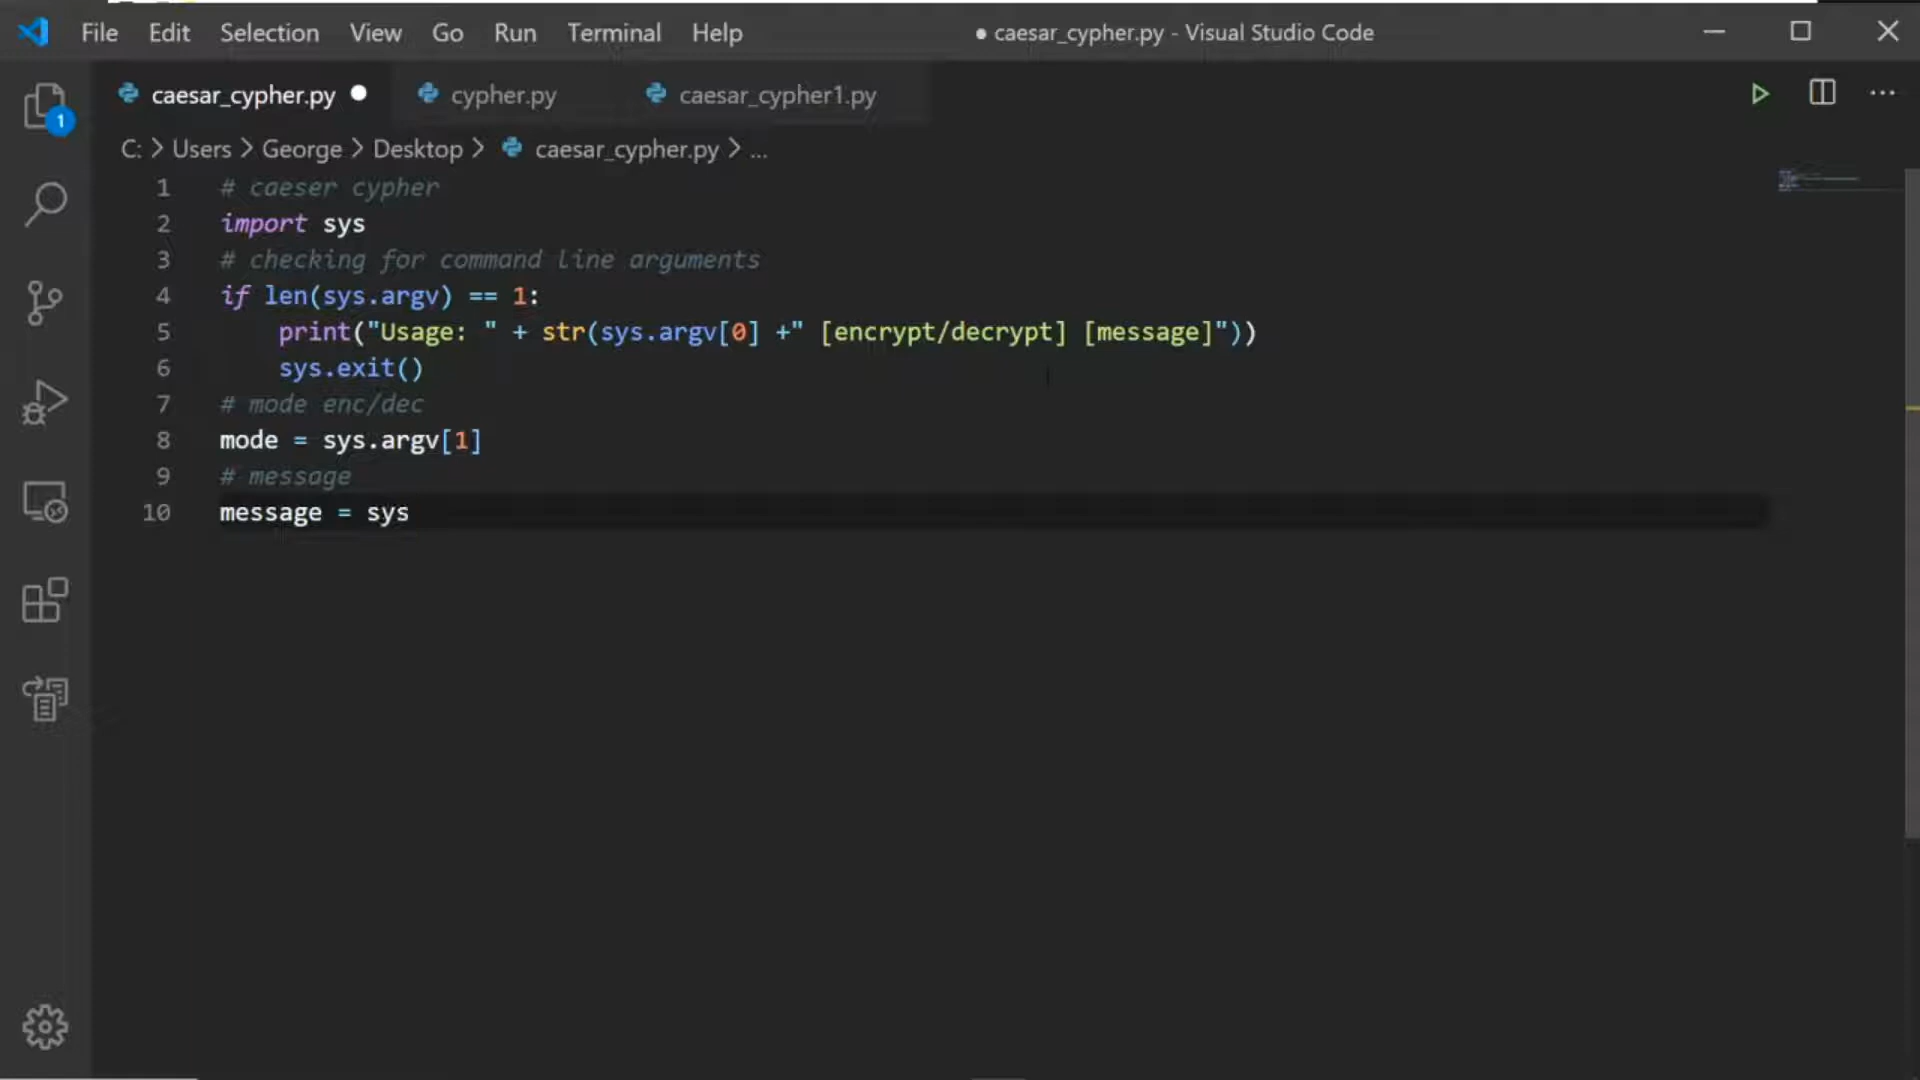 File Edit Selection View Go Run Terminal Help ● caesar_cypher.py - Visual Studio Code
caesar_cypher.py ● cypher.py caesar_cypher1.py
1
C: > Users > George > Desktop > caesar_cypher.py > ...
1 # caeser cypher
2 import sys
3 # checking for command line arguments
4 if len(sys.argv) == 1:
5     print("Usage: " + str(sys.argv[0] +" [encrypt/decrypt] [message]"))
6     sys.exit()
7 # mode enc/dec
8 mode = sys.argv[1]
9 # message
10 message = sys